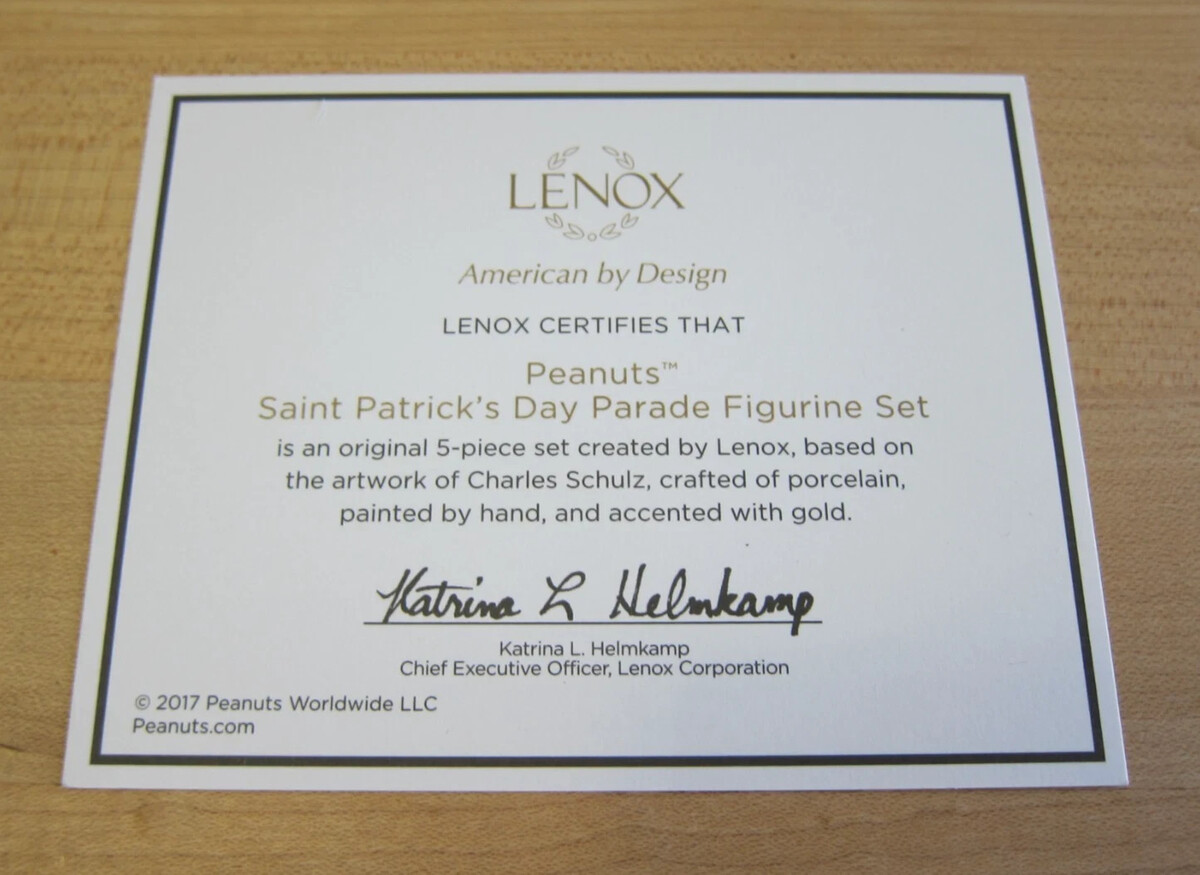 LENOX
American by Design
LENOX CERTIFIES THAT
Peanuts™
Saint Patrick's Day Parade Figurine Set
is an original 5-piece set created by Lenox, based on
the artwork of Charles Schulz, crafted of porcelain,
painted by hand, and accented with gold.
Katrina L Helmkamp
Katrina L. Helmkamp
Chief Executive Officer, Lenox Corporation
© 2017 Peanuts Worldwide LLC
Peanuts.com